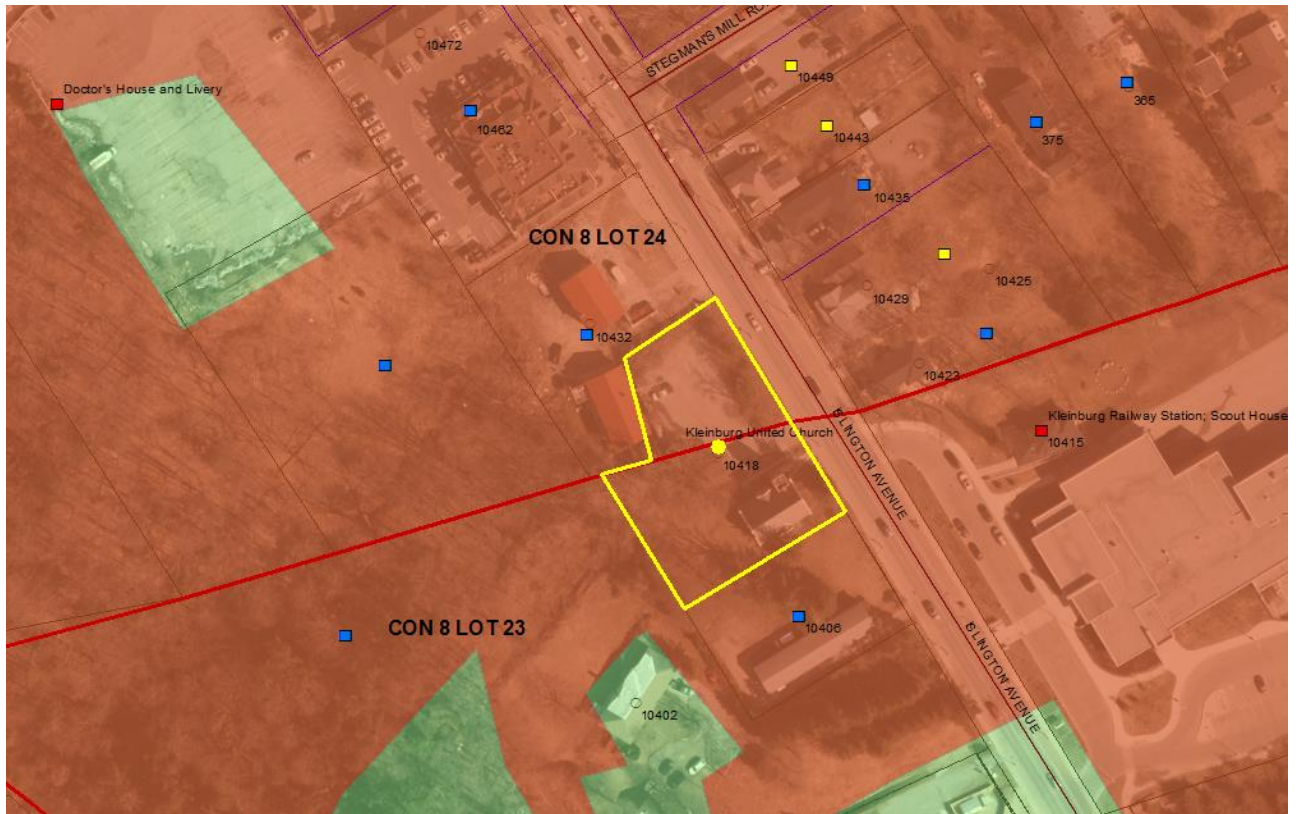 10472
STEGMAN'S MILL RO
10449
Doctor's House and Livery
365
10462
10443
375
10435
CON 8 LOT 24
10425
10429
10432
10423
Kleinburg Railway Station; Scout House
Kleinburg United Church
10415
10418
ISLINGTON AVENUE
CON 8 LOT 23
10406
ISLINGTON AVENUE
10402